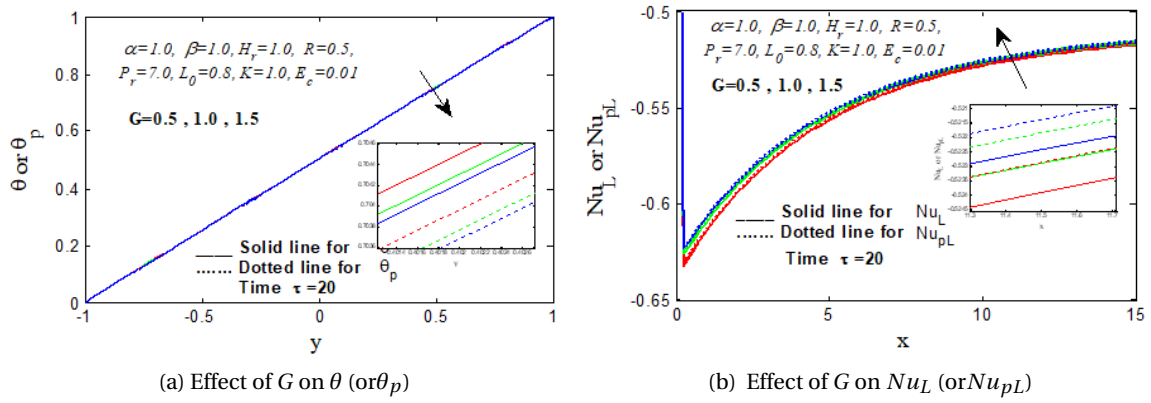 α=1.0, β=1.0, H_r=1.0, R=0.5,
P_r=7.0, L_0=0.8, K=1.0, E_c=0.01
G=0.5 , 1.0 , 1.5
θ or θ_p
1
0.8
0.6
0.4
0.2
0
-1
-0.5
0
0.5
1
y
Solid line for
Dotted line for
θ_p
Time τ =20
(a) Effect of G on θ (orθ_p)
α=1.0, β=1.0, H_r=1.0, R=0.5,
P_r=7.0, L_0=0.8, K=1.0, E_c=0.01
G=0.5 , 1.0 , 1.5
Nu_L or Nu_pL
-0.5
-0.55
-0.6
-0.65
0
5
10
15
x
Solid line for Nu_L
Dotted line for Nu_pL
Time τ =20
(b) Effect of G on Nu_L (orNu_pL)